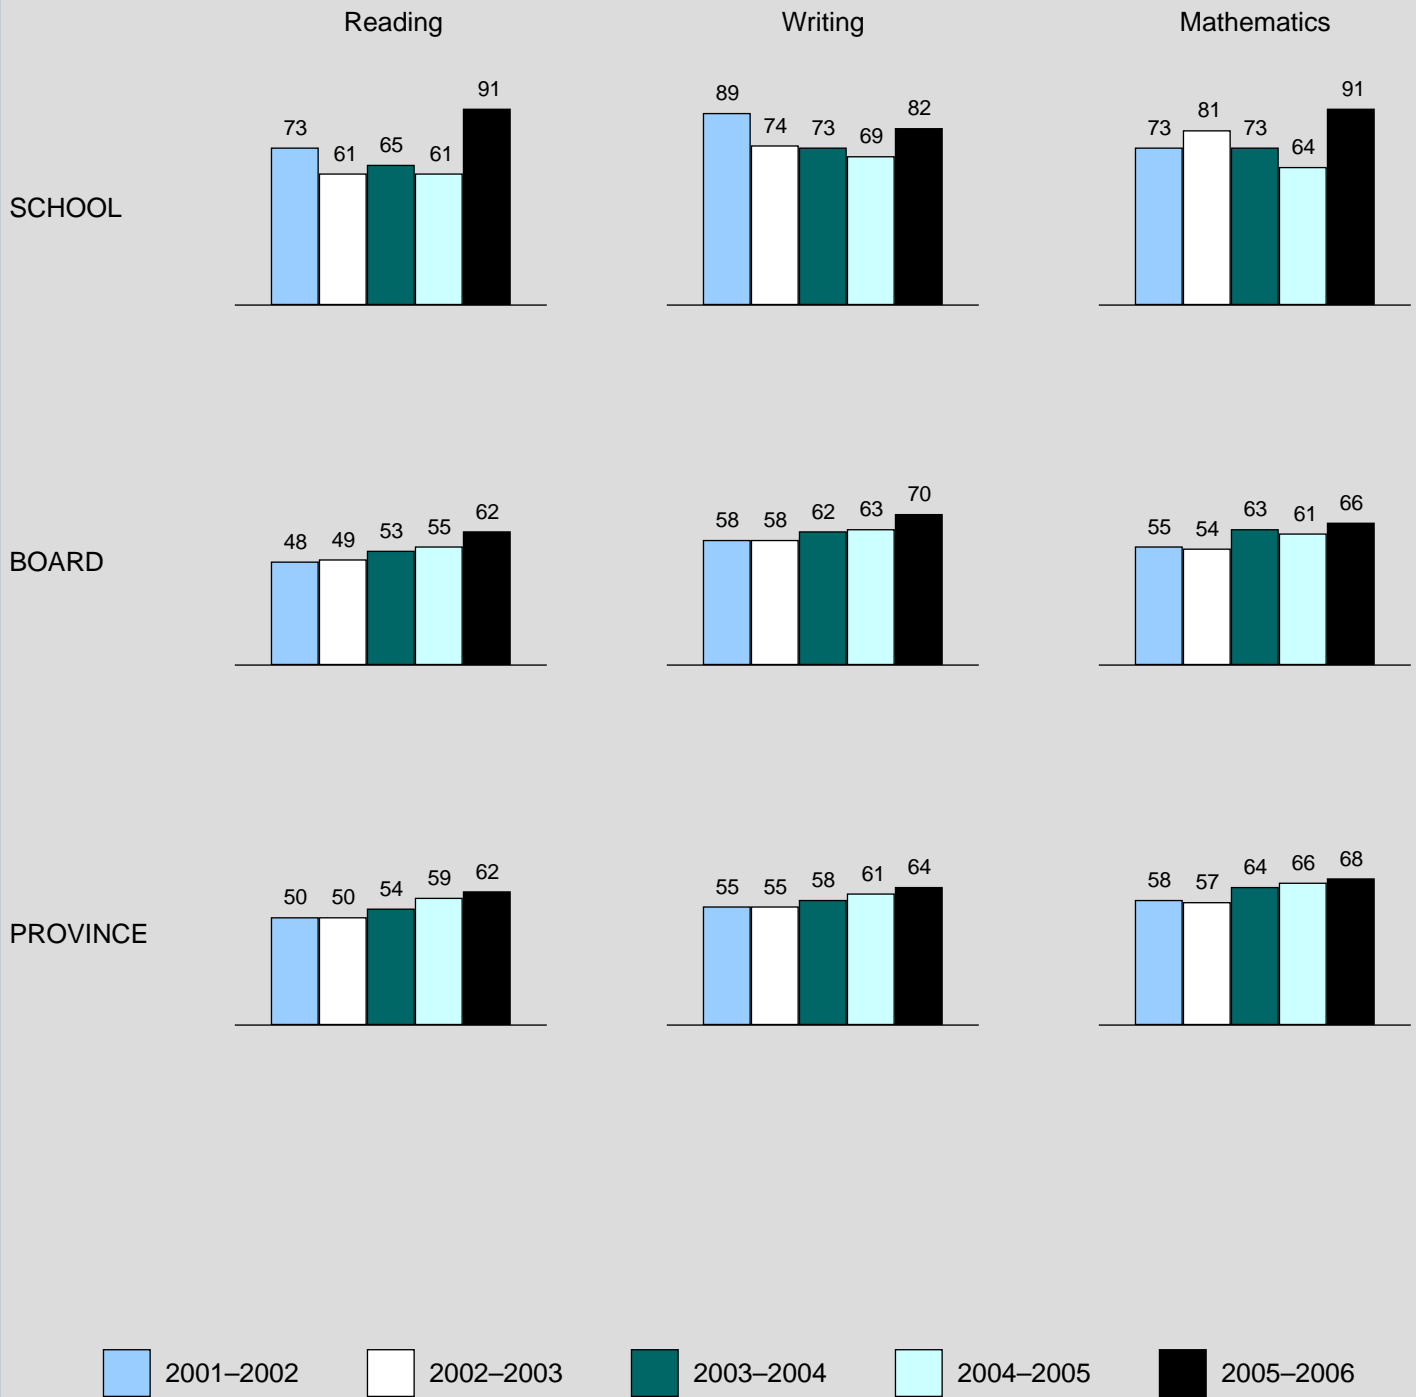 Reading Writing Mathematics
SCHOOL
73 61 65 61 91
89 74 73 69 82
73 81 73 64 91
BOARD
48 49 53 55 62
58 58 62 63 70
55 54 63 61 66
PROVINCE
50 50 54 59 62
55 55 58 61 64
58 57 64 66 68
2001–2002 2002–2003 2003–2004 2004–2005 2005–2006